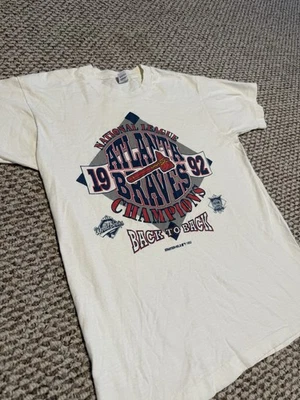 NATIONAL LEAGUE
ATLANTA
19 92
BRAVES
CHAMPIONS
BACK TO BACK